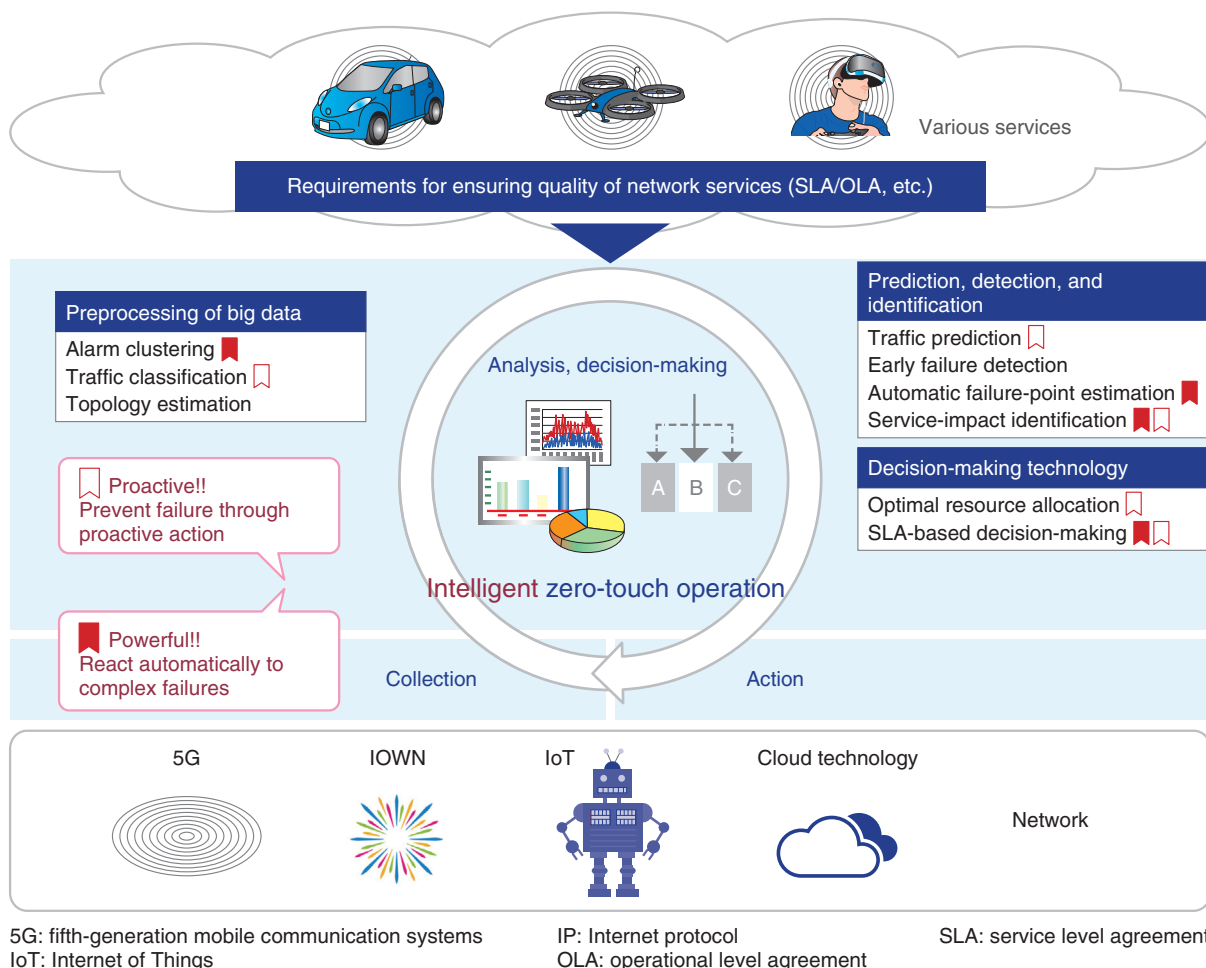 Various services
Requirements for ensuring quality of network services (SLA/OLA, etc.)
Preprocessing of big data
Alarm clustering
Traffic classification
Topology estimation
Proactive!!
Prevent failure through
proactive action
Powerful!!
React automatically to
complex failures
Analysis, decision-making
A B C
Intelligent zero-touch operation
Prediction, detection, and
identification
Traffic prediction
Early failure detection
Automatic failure-point estimation
Service-impact identification
Decision-making technology
Optimal resource allocation
SLA-based decision-making
Collection
Action
5G
IOWN
IoT
Cloud technology
Network
5G: fifth-generation mobile communication systems
IoT: Internet of Things
IP: Internet protocol
OLA: operational level agreement
SLA: service level agreement